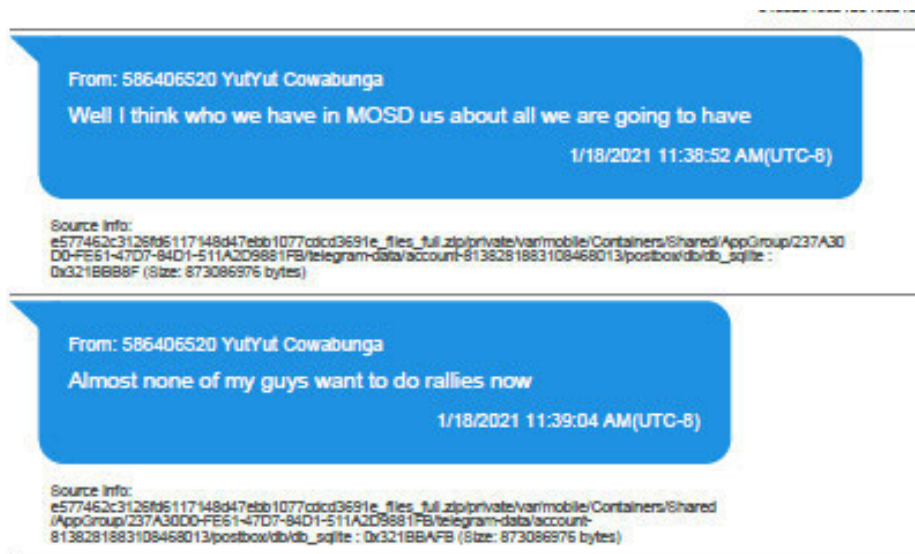 From: 586406520 YutYut Cowabunga
Well I think who we have in MOSD us about all we are going to have
1/18/2021 11:38:52 AM(UTC-8)
Source Info:
e577462c3126fd6117148d47ebb1077cdcd3691e_files_full.zip/private/var/mobile/Containers/Shared/AppGroup/237A30
D0-FE61-47D7-84D1-511A2D9881FB/telegram-data/account-8138281883108468013/postbox/db/db_sqlite :
0x321BBB8F (Size: 873086976 bytes)
From: 586406520 YutYut Cowabunga
Almost none of my guys want to do rallies now
1/18/2021 11:39:04 AM(UTC-8)
Source Info:
e577462c3126fd6117148d47ebb1077cdcd3691e_files_full.zip/private/var/mobile/Containers/Shared
/AppGroup/237A30D0-FE61-47D7-84D1-511A2D9881FB/telegram-data/account-
8138281883108468013/postbox/db/db_sqlite : 0x321BBAFB (Size: 873086976 bytes)